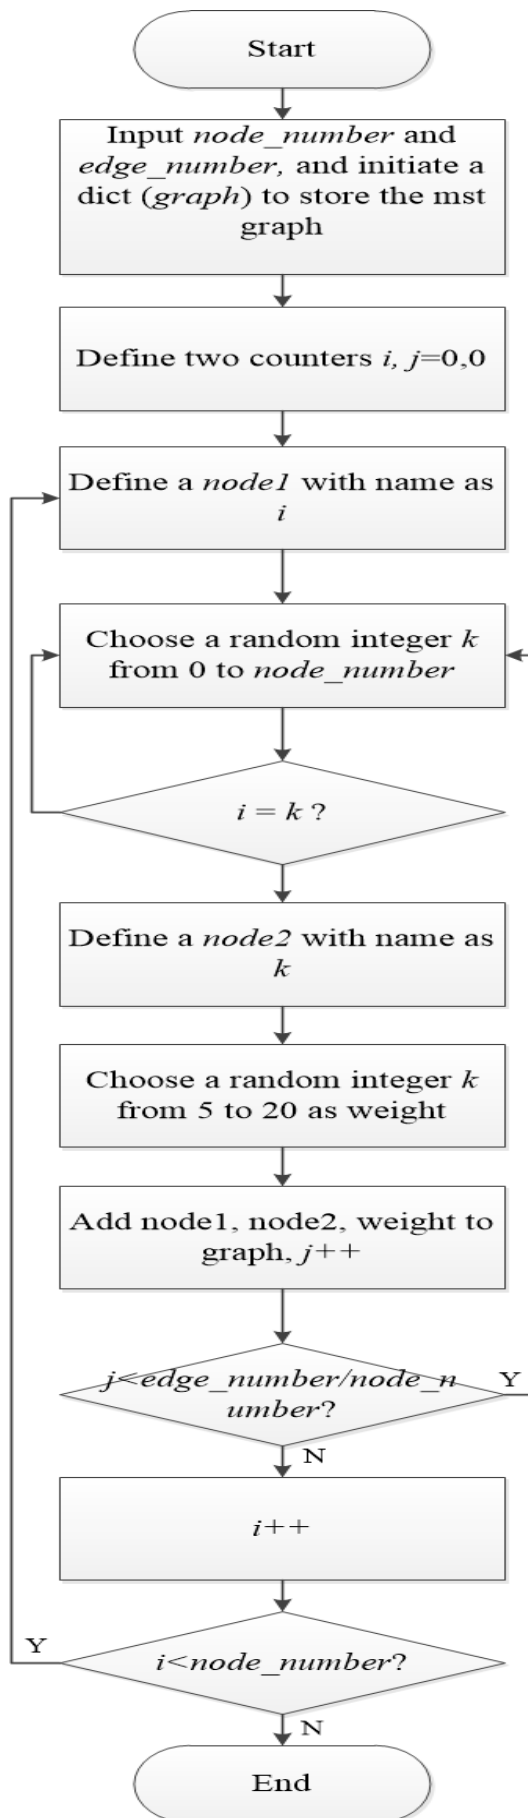 Start
Input node_number and
edge_number, and initiate a
dict (graph) to store the mst
graph
Define two counters i, j=0,0
Define a node1 with name as
i
Choose a random integer k
from 0 to node_number
i = k ?
Define a node2 with name as
k
Choose a random integer k
from 5 to 20 as weight
Add node1, node2, weight to
graph, j++
j<edge_number/node_n
umber?
Y
N
i++
Y
i<node_number?
N
End